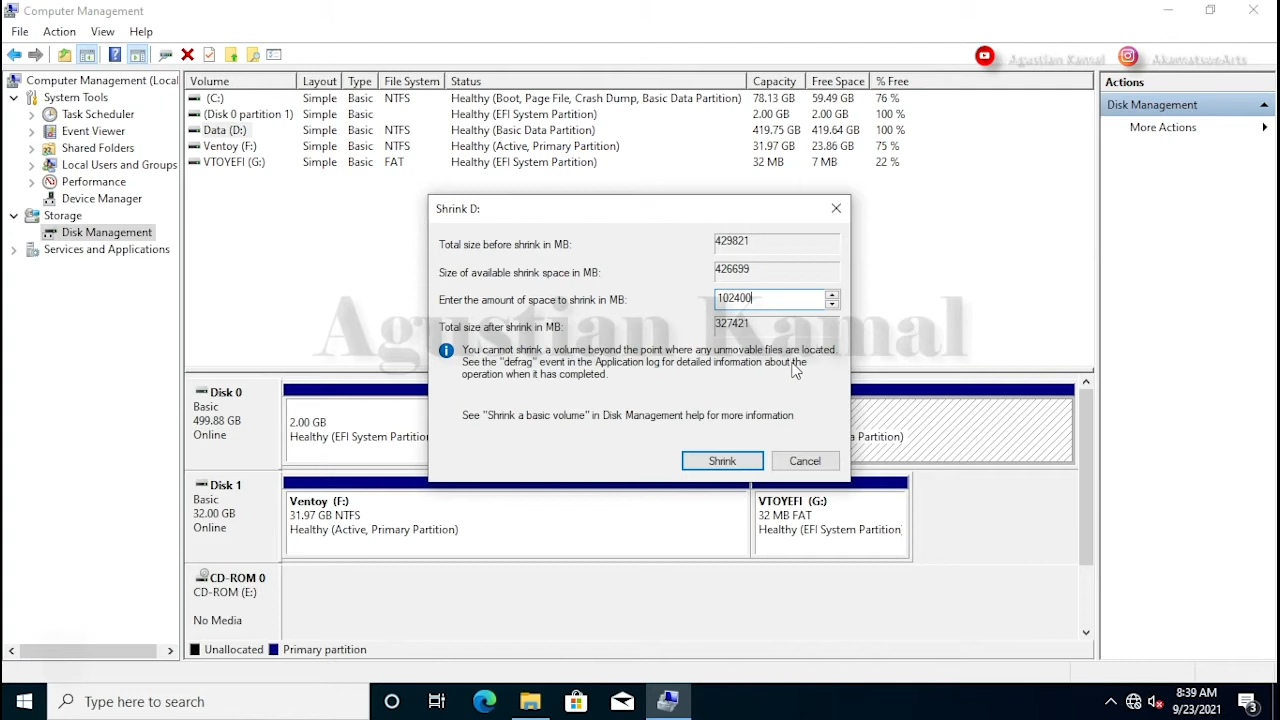 Computer Management
File Action View Help
Agustian Kamal AkamatsunArts
Computer Management (Local
System Tools
Task Scheduler
Event Viewer
Shared Folders
Local Users and Groups
Performance
Device Manager
Storage
Disk Management
Services and Applications
Volume Layout Type File System Status Capacity Free Space % Free
(C:) Simple Basic NTFS Healthy (Boot, Page File, Crash Dump, Basic Data Partition) 78.13 GB 59.49 GB 76 %
(Disk 0 partition 1) Simple Basic Healthy (EFI System Partition) 2.00 GB 2.00 GB 100 %
Data (D:) Simple Basic NTFS Healthy (Basic Data Partition) 419.75 GB 419.64 GB 100 %
Ventoy (F:) Simple Basic NTFS Healthy (Active, Primary Partition) 31.97 GB 23.86 GB 75 %
VTOYEFI (G:) Simple Basic FAT Healthy (EFI System Partition) 32 MB 7 MB 22 %
Actions
Disk Management
More Actions
Shrink D:
Total size before shrink in MB: 429821
Size of available shrink space in MB: 426699
Enter the amount of space to shrink in MB: 102400
Total size after shrink in MB: 327421
Agustian Kamal
You cannot shrink a volume beyond the point where any unmovable files are located.
See the "defrag" event in the Application log for detailed information about the
operation when it has completed.
See "Shrink a basic volume" in Disk Management help for more information
Shrink Cancel
Disk 0
Basic
499.88 GB
Online
2.00 GB
Healthy (EFI System Partitio
a Partition)
Disk 1
Basic
32.00 GB
Online
Ventoy (F:)
31.97 GB NTFS
Healthy (Active, Primary Partition)
VTOYEFI (G:)
32 MB FAT
Healthy (EFI System Partition
CD-ROM 0
CD-ROM (E:)
No Media
Unallocated Primary partition
Type here to search
8:39 AM
9/23/2021
3